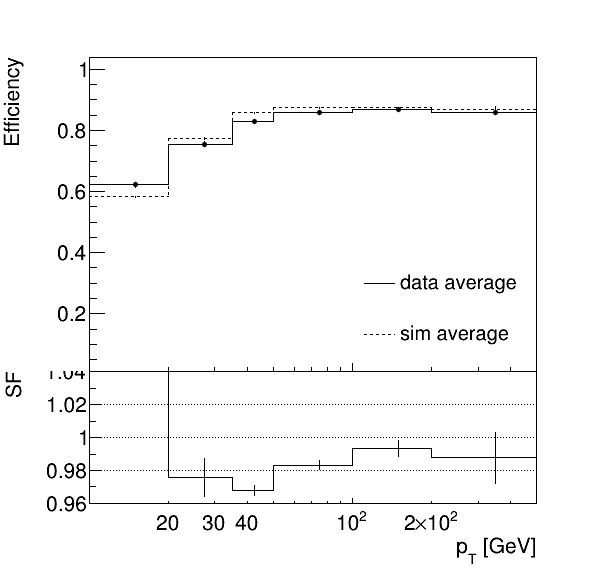 Efficiency
1
0.8
0.6
0.4
0.2
data average
sim average
SF
1.04
1.02
1
0.98
0.96
20 30 40 10² 2×10²
p_T [GeV]